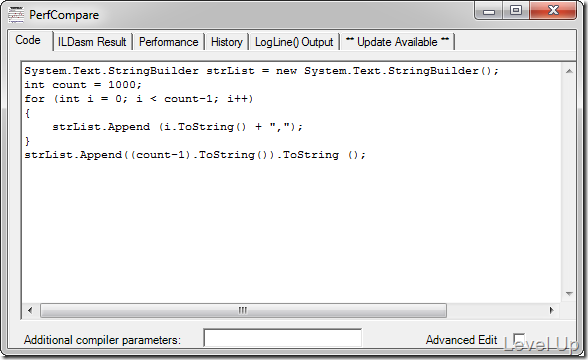 PerfCompare
Code ILDasm Result Performance History LogLine() Output ** Update Available **
System.Text.StringBuilder strList = new System.Text.StringBuilder();
int count = 1000;
for (int i = 0; i < count-1; i++)
{
    strList.Append (i.ToString() + ",");
}
strList.Append((count-1).ToString()).ToString ();
Additional compiler parameters: Advanced Edit
Level Up